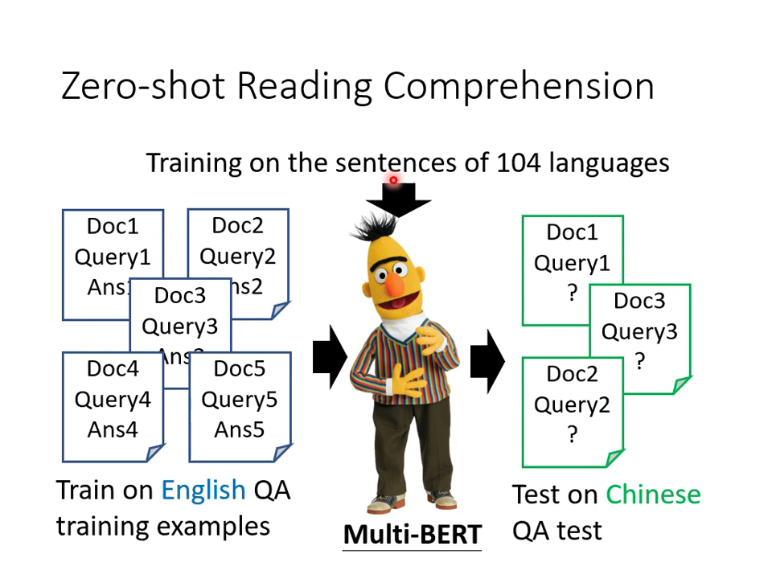 Zero-shot Reading Comprehension
Training on the sentences of 104 languages
Doc1
Query1
Ans1
Doc2
Query2
Ans2
Doc3
Query3
Ans3
Doc4
Query4
Ans4
Doc5
Query5
Ans5
Train on English QA
training examples
Multi-BERT
Doc1
Query1
?
Doc3
Query3
?
Doc2
Query2
?
Test on Chinese
QA test